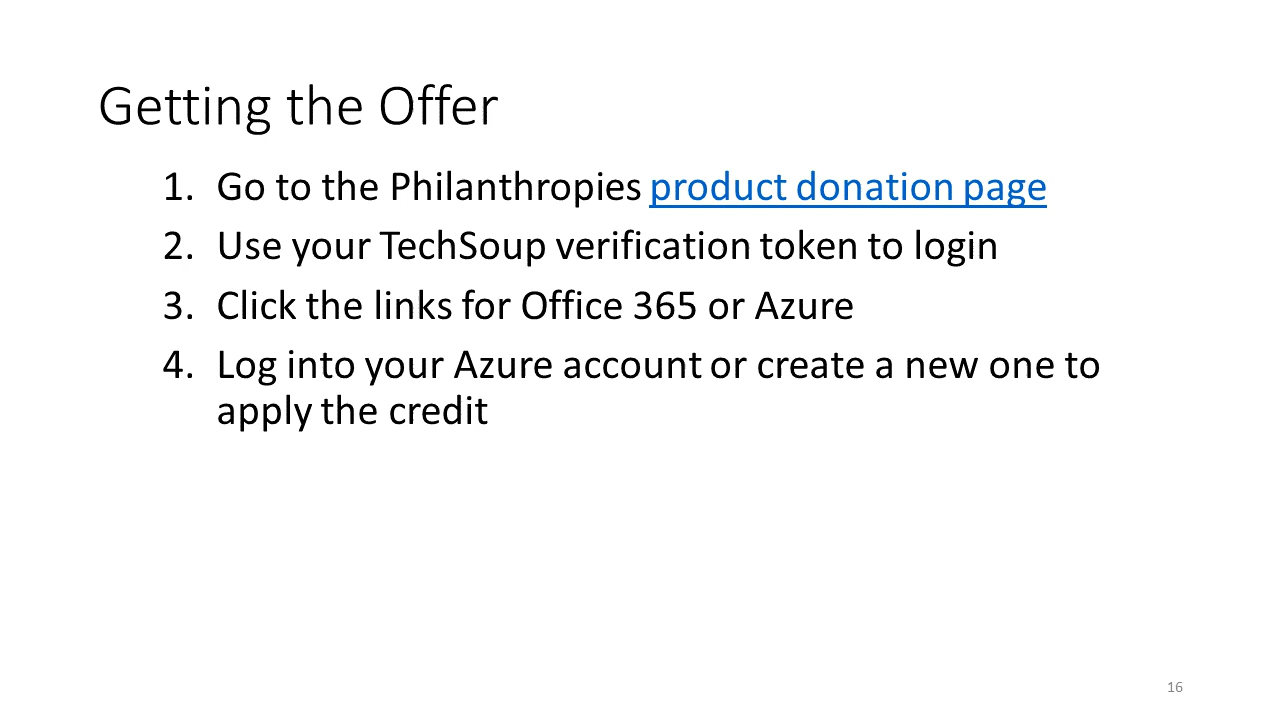 Getting the Offer
1. Go to the Philanthropies product donation page
2. Use your TechSoup verification token to login
3. Click the links for Office 365 or Azure
4. Log into your Azure account or create a new one to
apply the credit
16